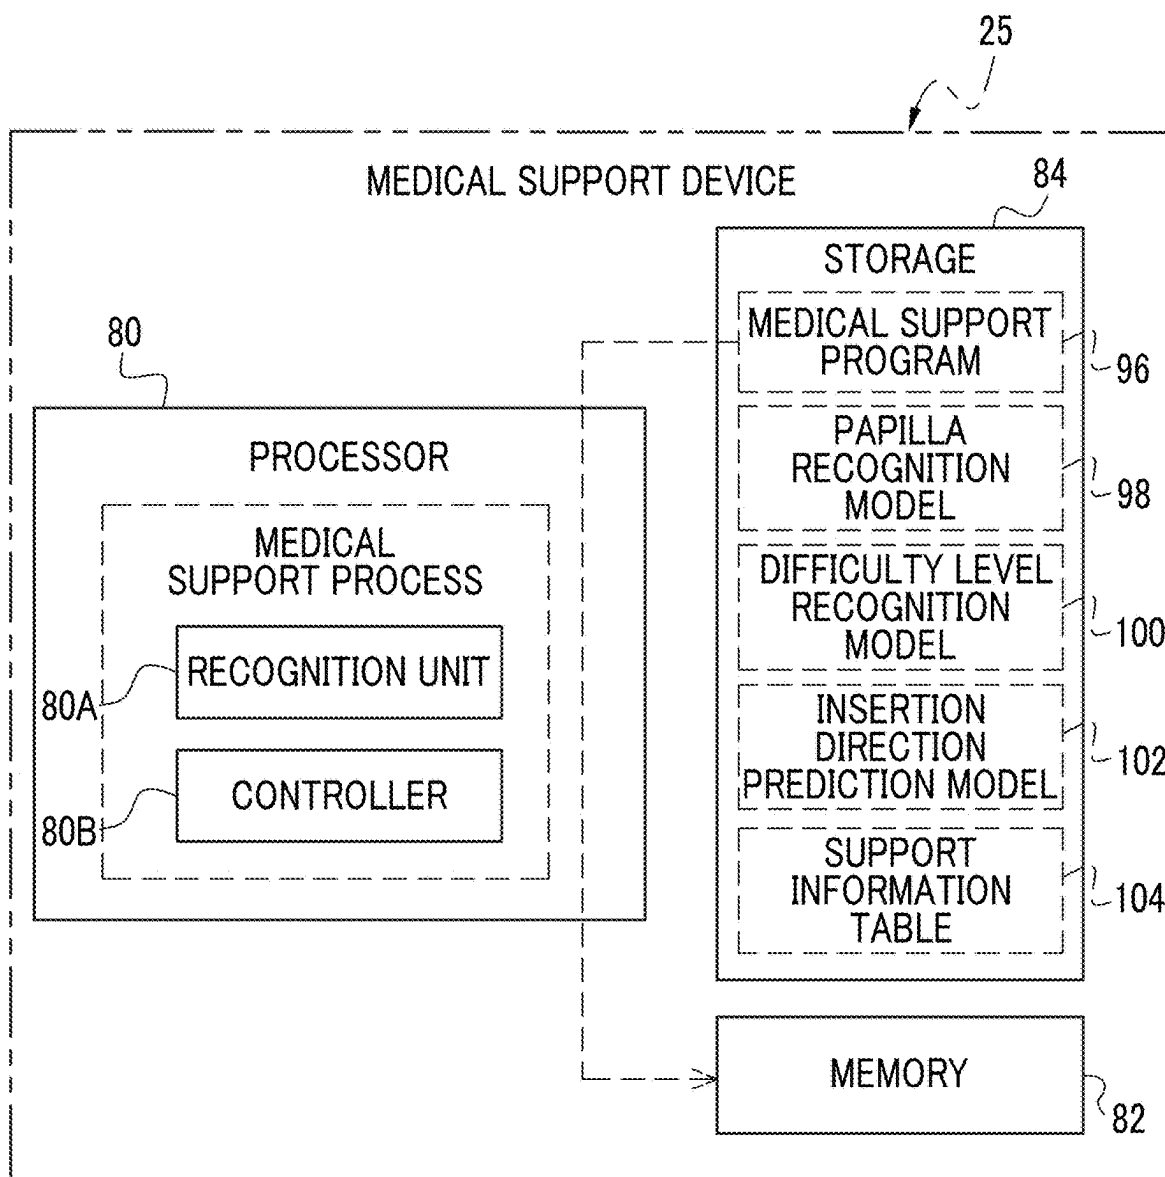 25
MEDICAL SUPPORT DEVICE
84
STORAGE
MEDICAL SUPPORT
PROGRAM
96
PAPILLA
RECOGNITION
MODEL
98
DIFFICULTY LEVEL
RECOGNITION
MODEL
100
INSERTION
DIRECTION
PREDICTION MODEL
102
SUPPORT
INFORMATION
TABLE
104
80
PROCESSOR
MEDICAL
SUPPORT PROCESS
RECOGNITION UNIT
80A
CONTROLLER
80B
MEMORY
82